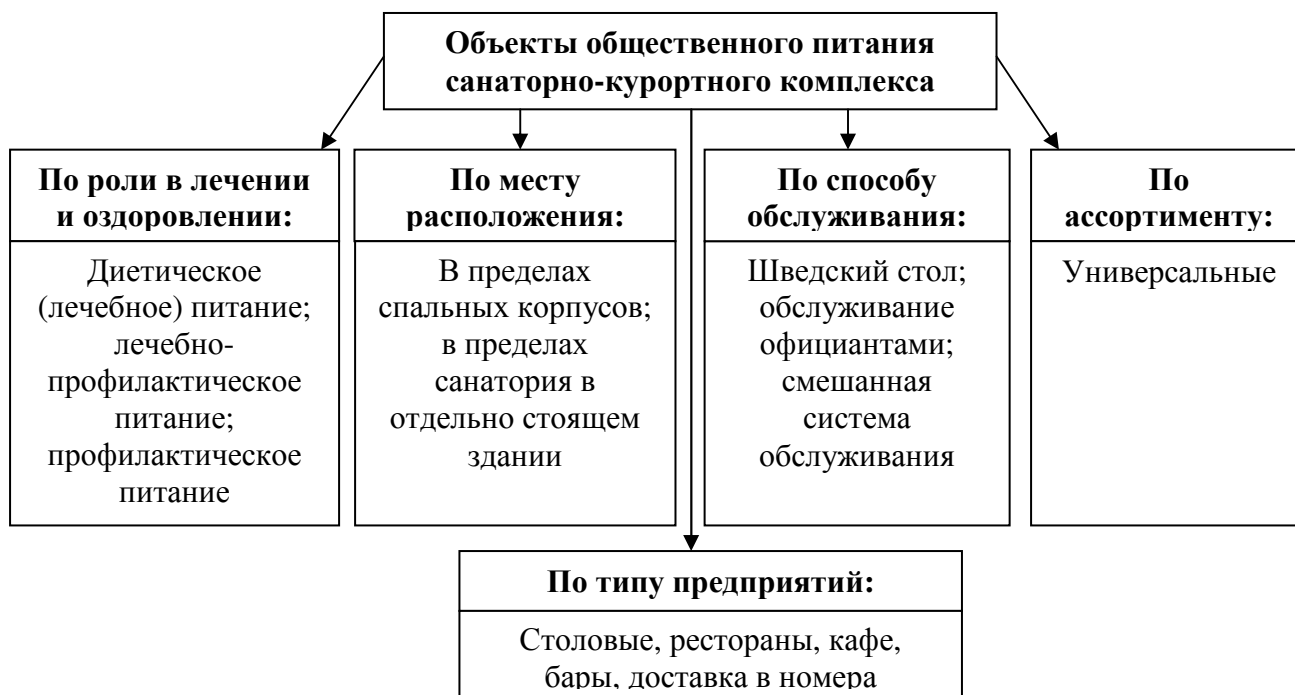 Объекты общественного питания
санаторно-курортного комплекса
По роли в лечении
и оздоровлении:
Диетическое
(лечебное) питание;
лечебно-
профилактическое
питание;
профилактическое
питание
По месту
расположения:
В пределах
спальных корпусов;
в пределах
санатория в
отдельно стоящем
здании
По способу
обслуживания:
Шведский стол;
обслуживание
официантами;
смешанная
система
обслуживания
По
ассортименту:
Универсальные
По типу предприятий:
Столовые, рестораны, кафе,
бары, доставка в номера